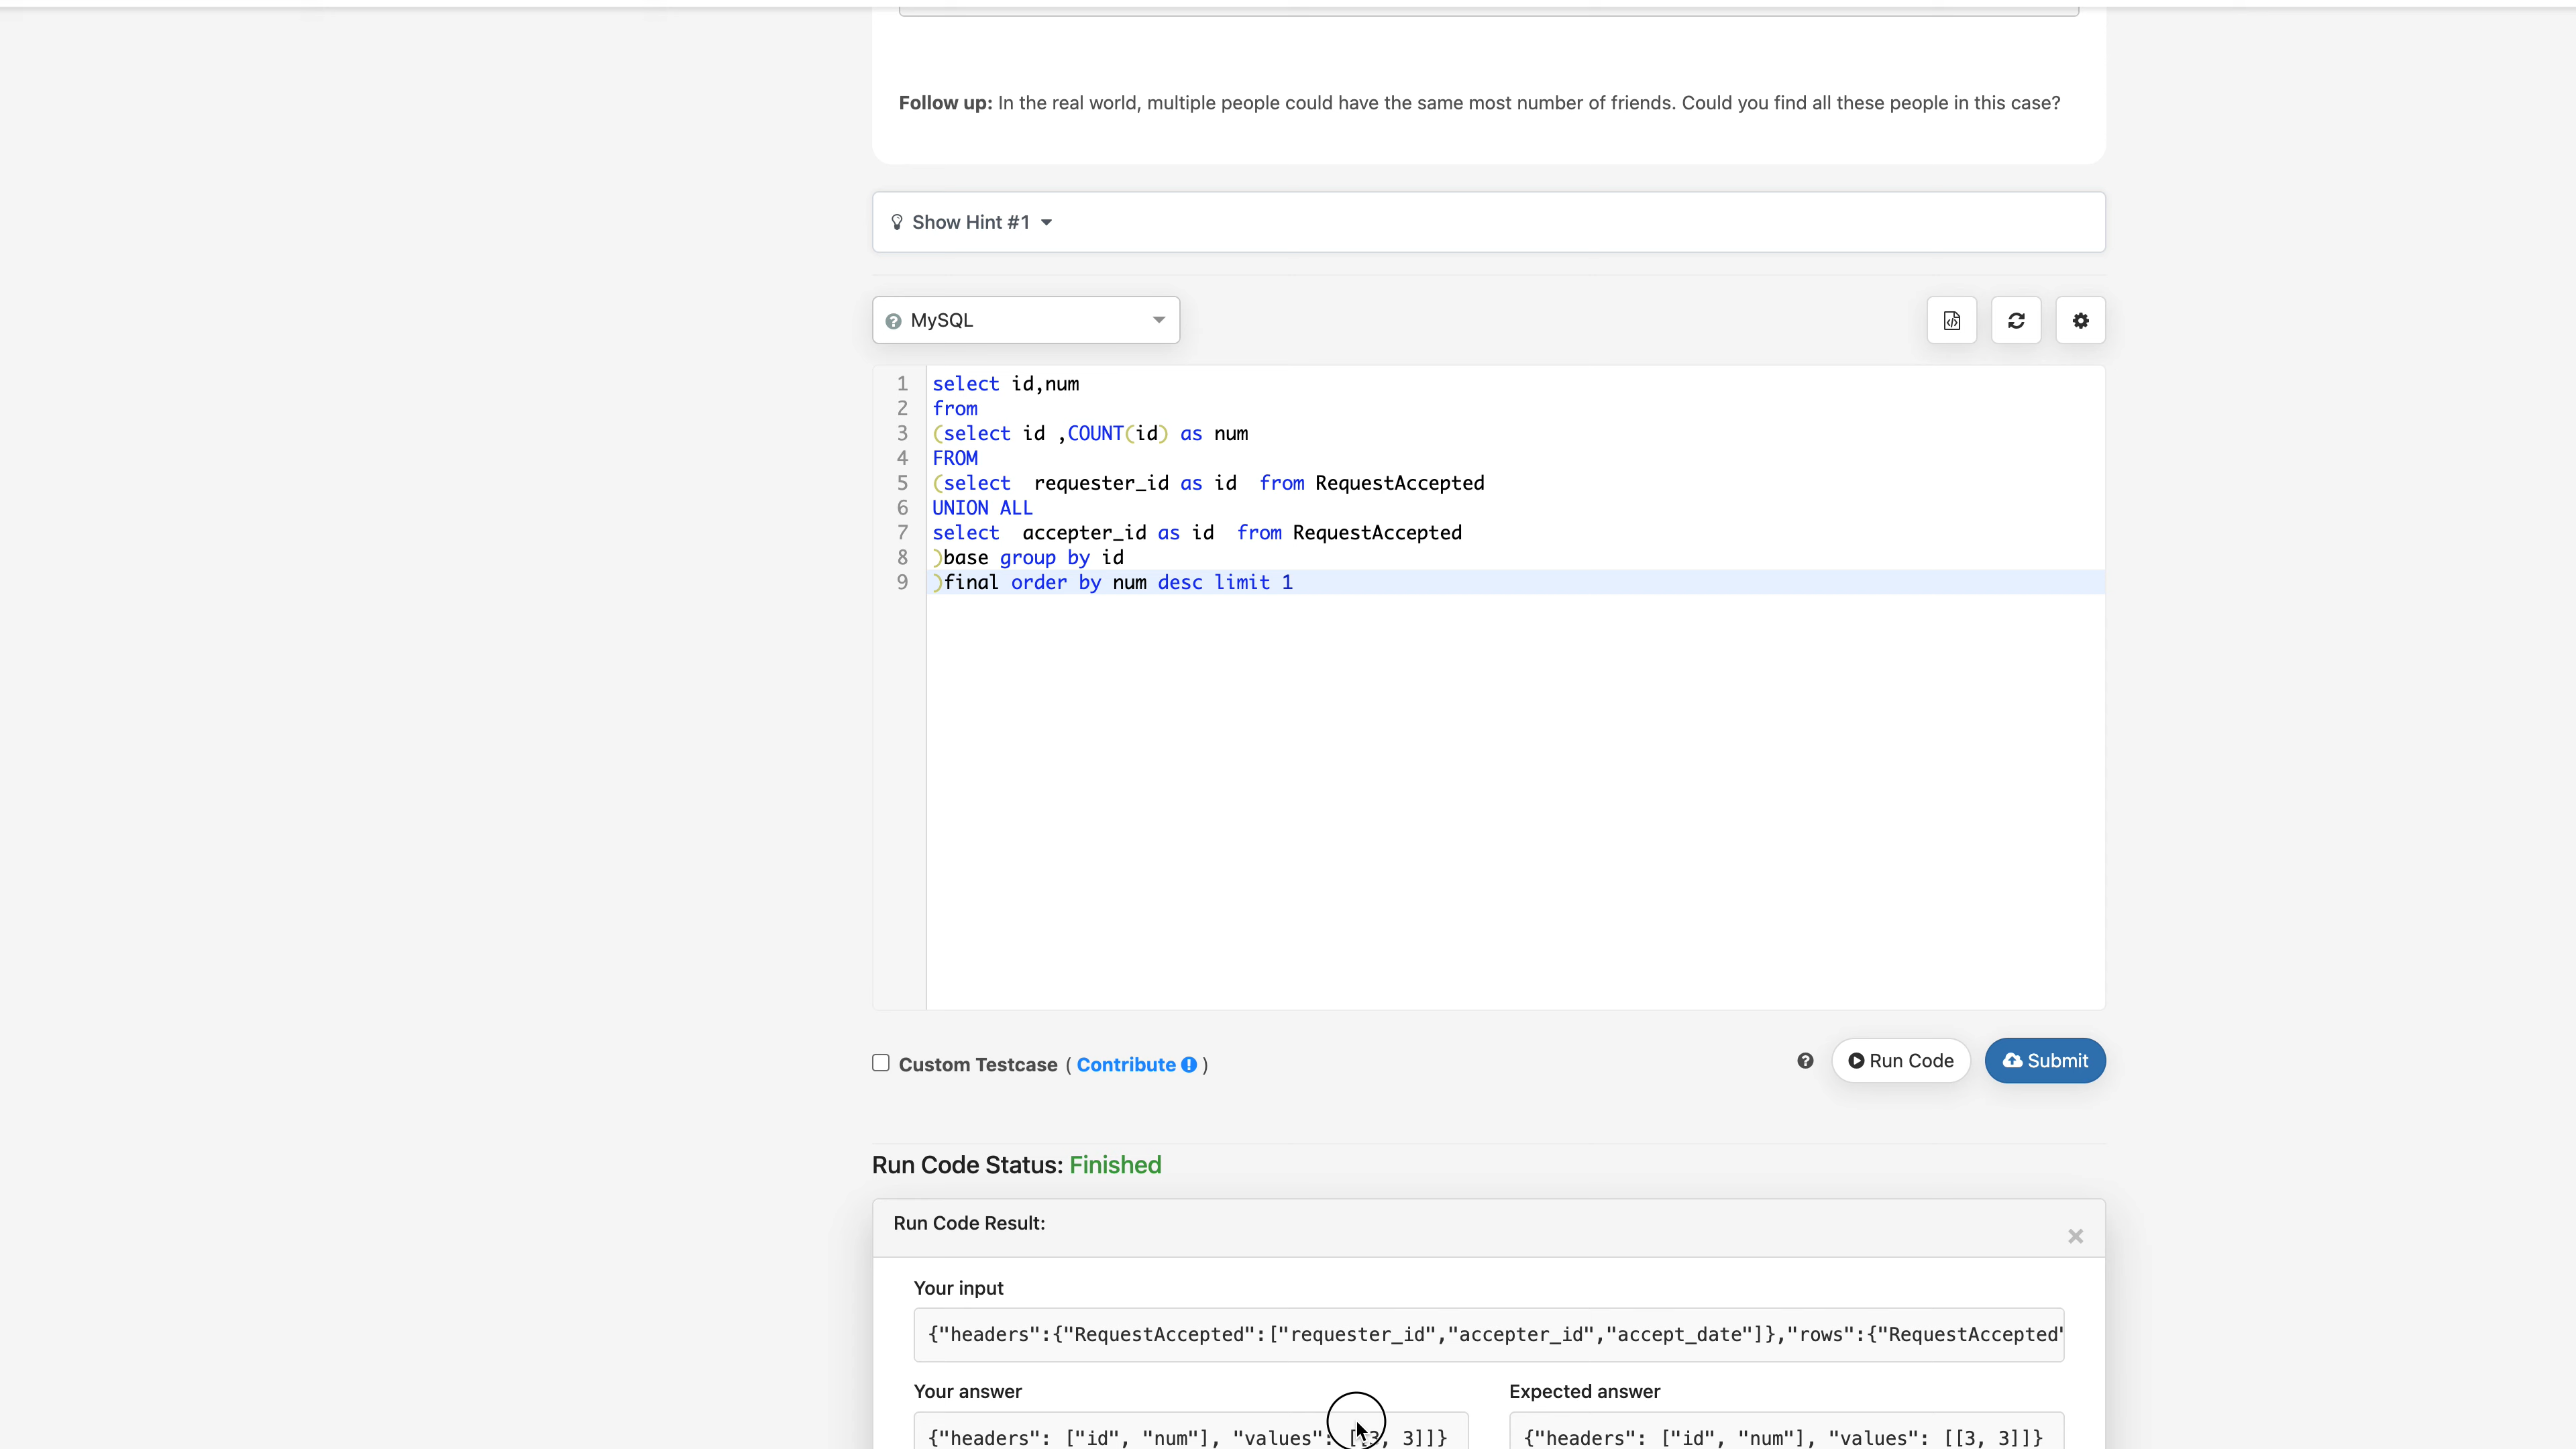 Follow up: In the real world, multiple people could have the same most number of friends. Could you find all these people in this case?
Show Hint #1
MySQL
1 select id,num
2 from
3 (select id ,COUNT(id) as num
4 FROM
5 (select  requester_id as id  from RequestAccepted
6 UNION ALL
7 select  accepter_id as id  from RequestAccepted
8 )base group by id
9 )final order by num desc limit 1
Custom Testcase ( Contribute )
Run Code
Submit
Run Code Status: Finished
Run Code Result:
Your input
{"headers":{"RequestAccepted":["requester_id","accepter_id","accept_date"]},"rows":{"RequestAccepted"
Your answer
Expected answer
{"headers": ["id", "num"], "values": [[3, 3]]}
{"headers": ["id", "num"], "values": [[3, 3]]}